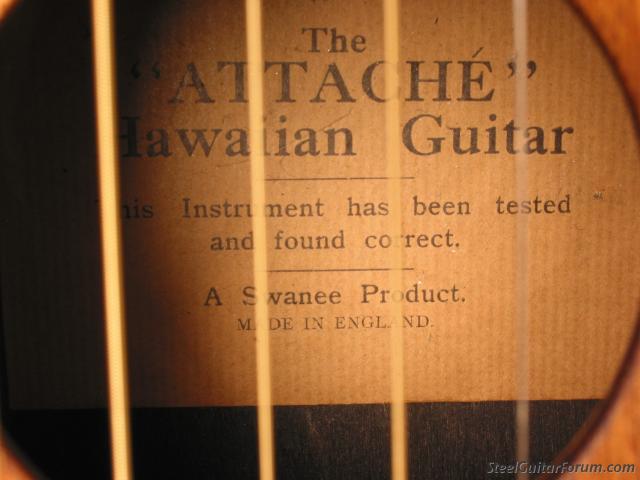 The
“ATTACHÉ”
Hawaiian Guitar
This Instrument has been tested
and found correct.
A Swanee Product.
MADE IN ENGLAND.
SteelGuitarForum.com